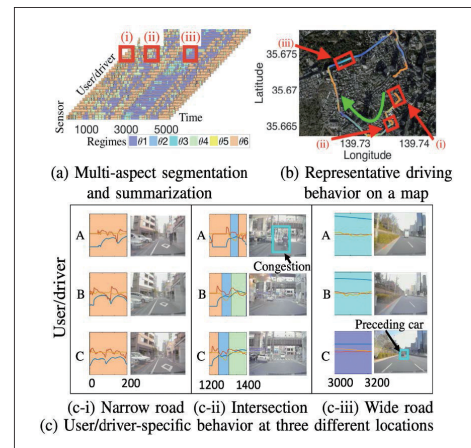 (i) (ii) (iii)
User/driver
Sensor
Time
1000 3000 5000
Regimes θ1 θ2 θ3 θ4 θ5 θ6
(a) Multi-aspect segmentation
and summarization
(iii)
35.675
35.67
35.665
Latitude
(ii)
(i)
139.73 139.74
Longitude
(b) Representative driving
behavior on a map
User/driver
A
B
C
0 200
Congestion
A
B
C
1200 1400
A
B
Preceding car
C
3000 3200
(c-i) Narrow road (c-ii) Intersection (c-iii) Wide road
(c) User/driver-specific behavior at three different locations